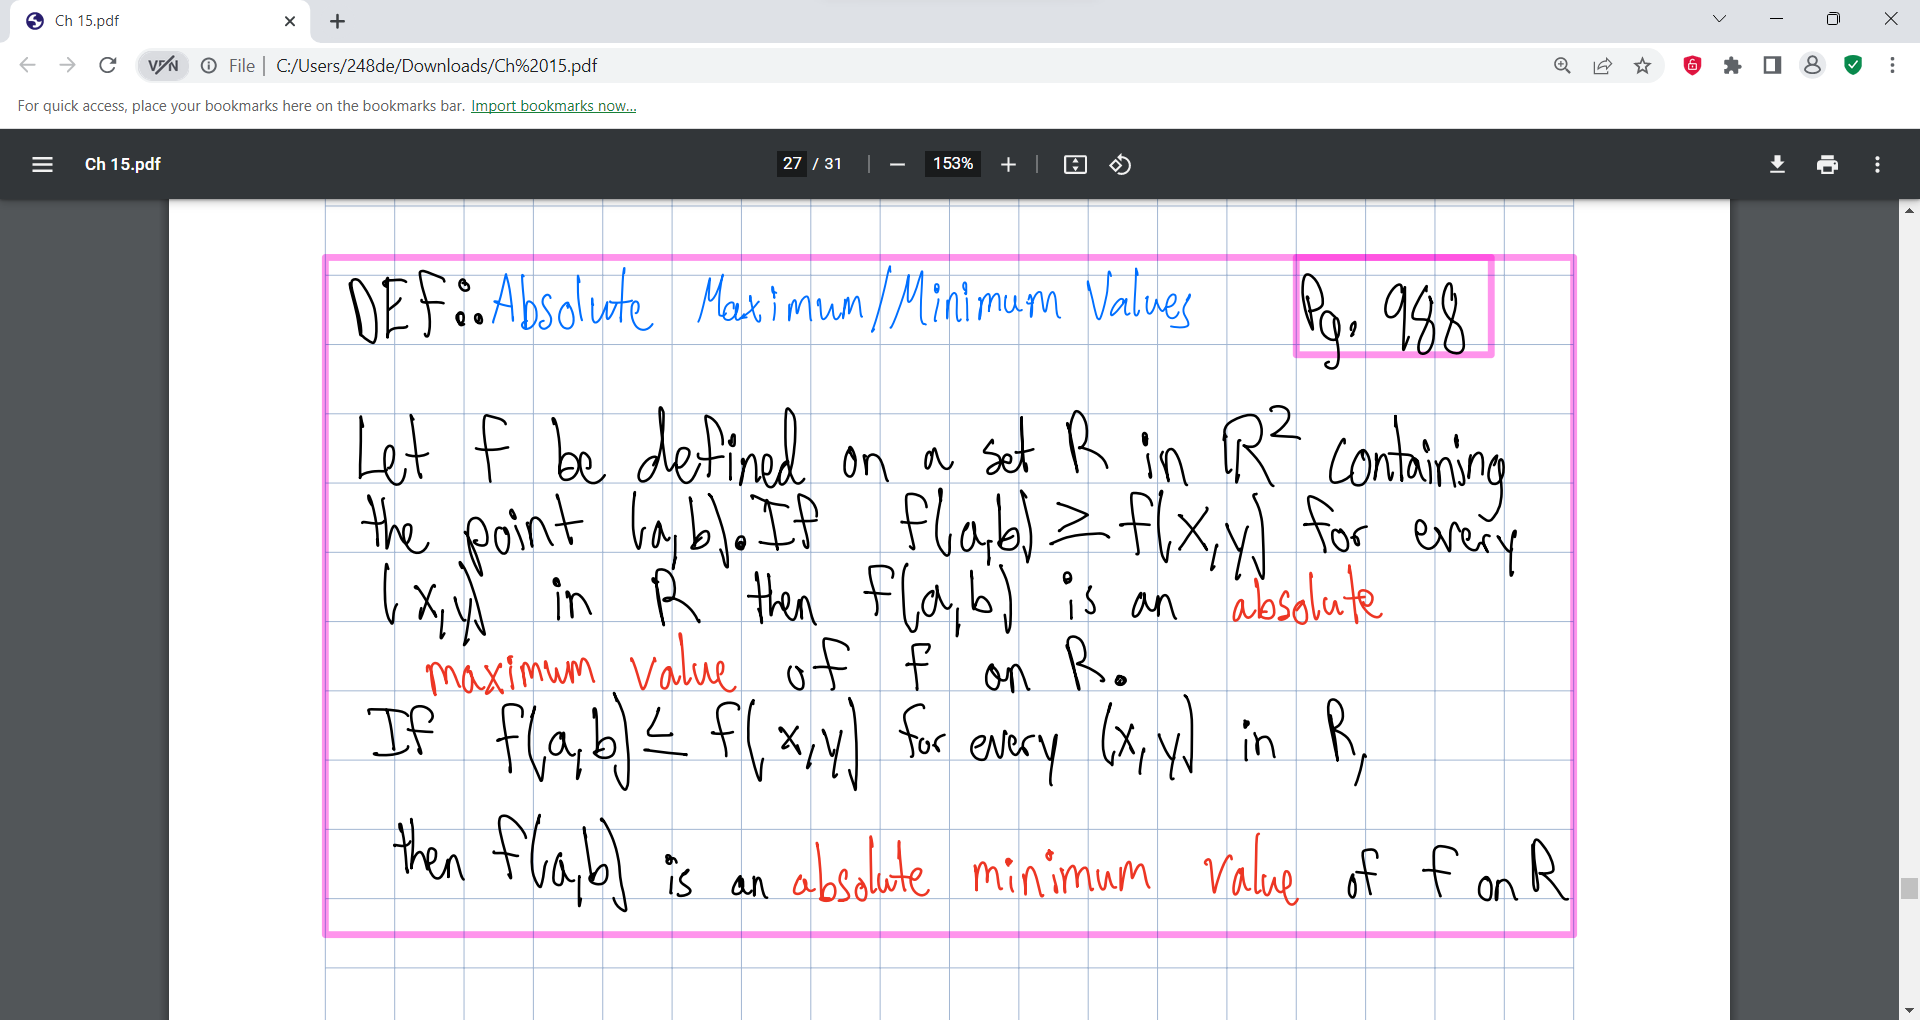 Ch 15.pdf
VPN File C:/Users/248de/Downloads/Ch%2015.pdf
For quick access, place your bookmarks here on the bookmarks bar. Import bookmarks now...
Ch 15.pdf 27 / 31 153%
DEF: Absolute Maximum/Minimum Values Pg. 988
Let f be defined on a set R in ℝ² containing
the point (a,b). If f(a,b) ≥ f(x,y) for every
(x,y) in R then f(a,b) is an absolute
maximum value of f on R.
If f(a,b) ≤ f(x,y) for every (x,y) in R,
then f(a,b) is an absolute minimum value of f on R